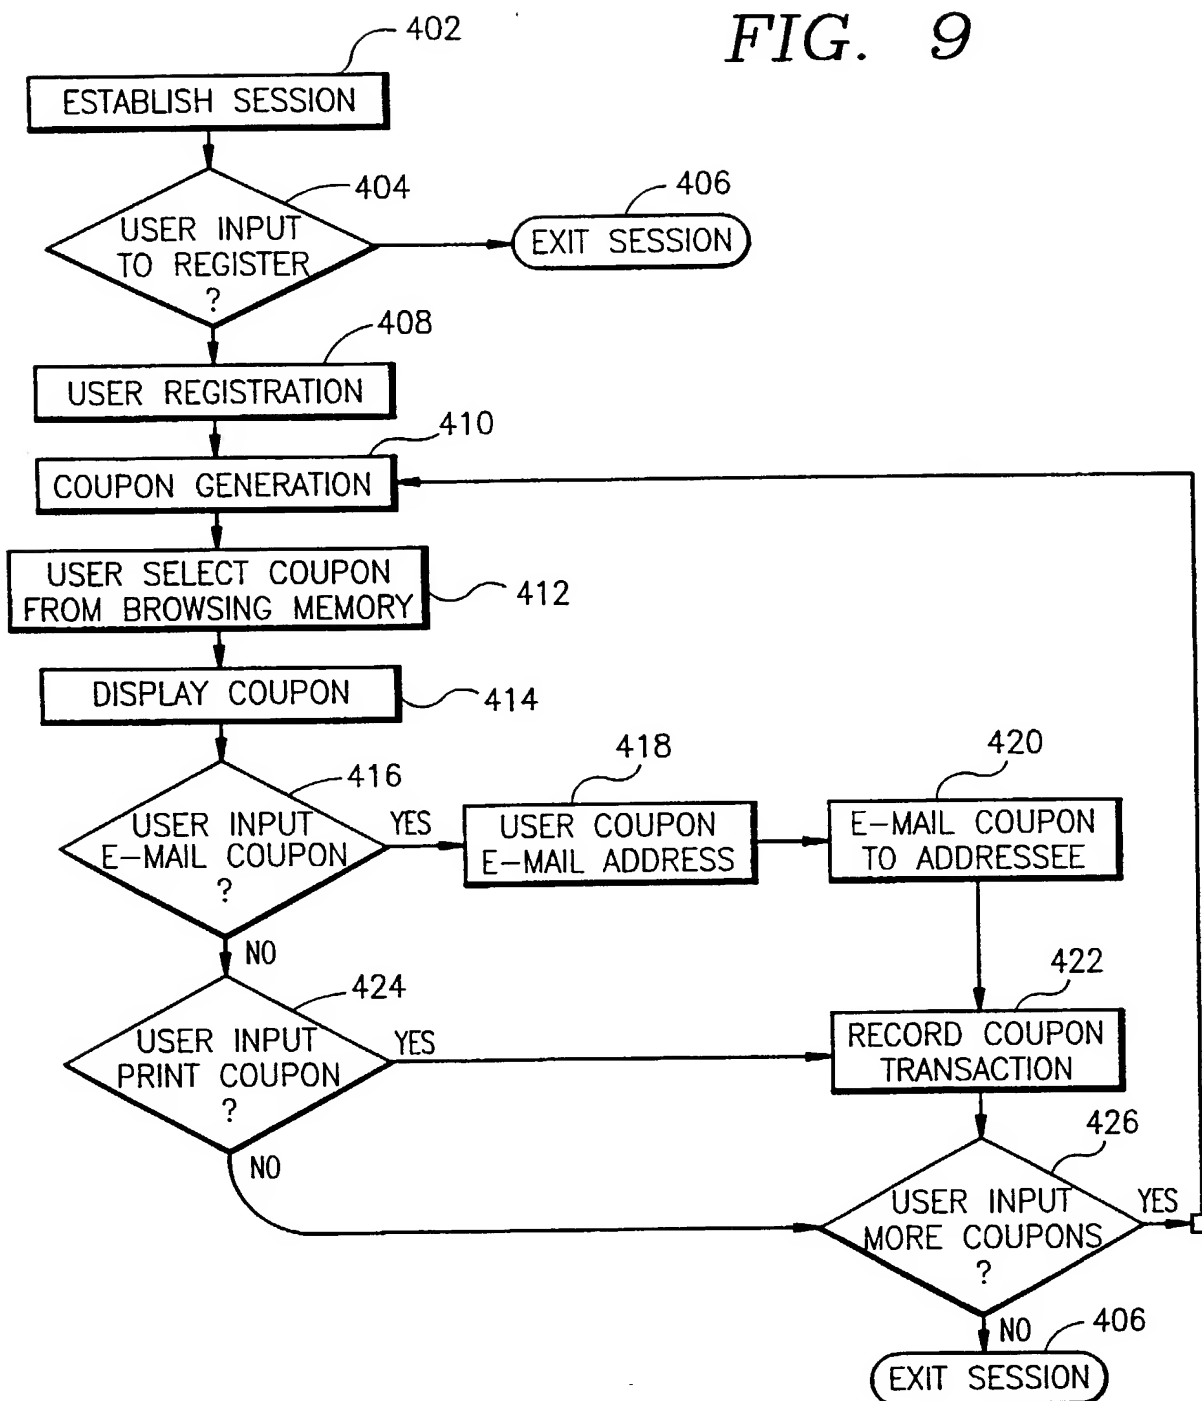 FIG. 9
402
ESTABLISH SESSION
404
USER INPUT
TO REGISTER
?
406
EXIT SESSION
408
USER REGISTRATION
410
COUPON GENERATION
USER SELECT COUPON
FROM BROWSING MEMORY
412
DISPLAY COUPON
414
416
USER INPUT
E-MAIL COUPON
?
YES
418
USER COUPON
E-MAIL ADDRESS
420
E-MAIL COUPON
TO ADDRESSEE
NO
424
USER INPUT
PRINT COUPON
?
YES
422
RECORD COUPON
TRANSACTION
NO
426
USER INPUT
MORE COUPONS
?
YES
NO
406
EXIT SESSION